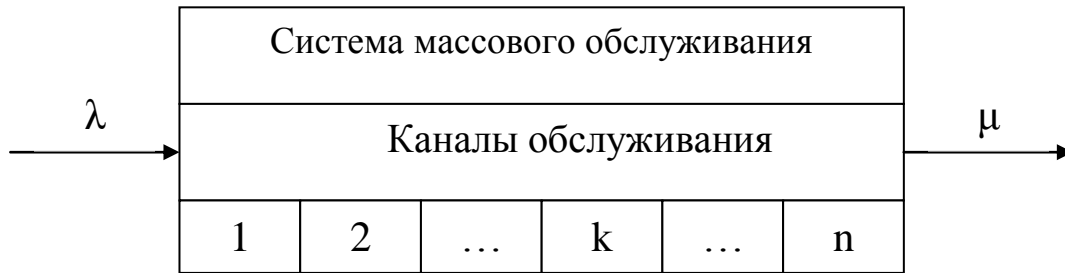 Система массового обслуживания
λ
Каналы обслуживания
μ
1 2 … k … n